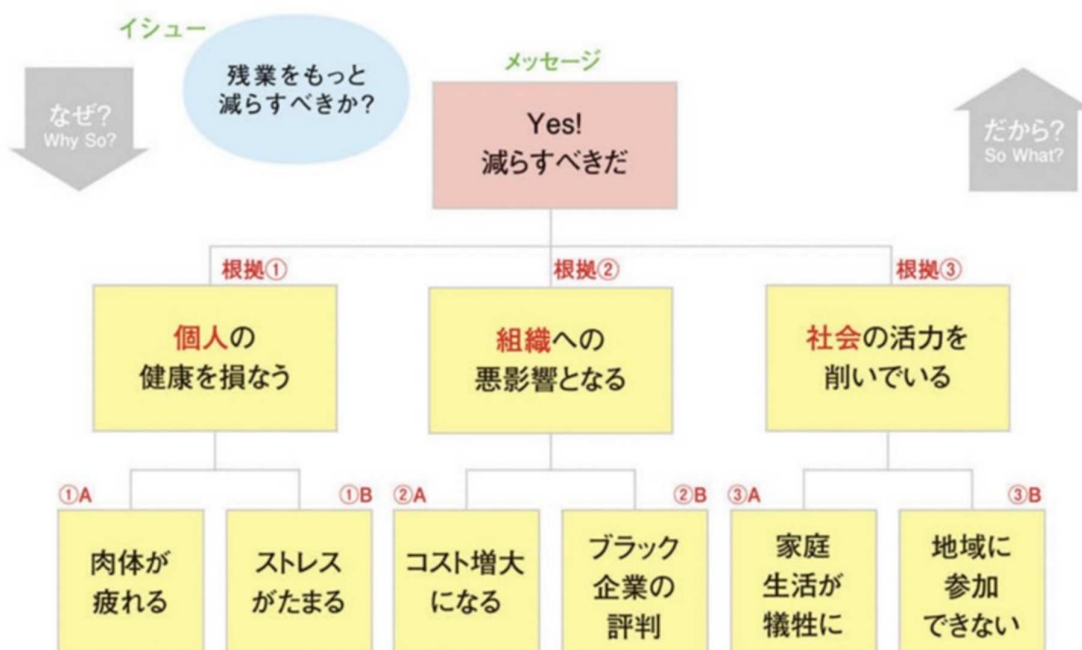 イシュー
残業をもっと
減らすべきか?
メッセージ
Yes!
減らすべきだ
なぜ?
Why So?
だから?
So What?
根拠①
個人の
健康を損なう
根拠②
組織への
悪影響となる
根拠③
社会の活力を
削いでいる
①A
肉体が
疲れる
①B
ストレス
がたまる
②A
コスト増大
になる
②B
ブラック
企業の
評判
③A
家庭
生活が
犠牲に
③B
地域に
参加
できない